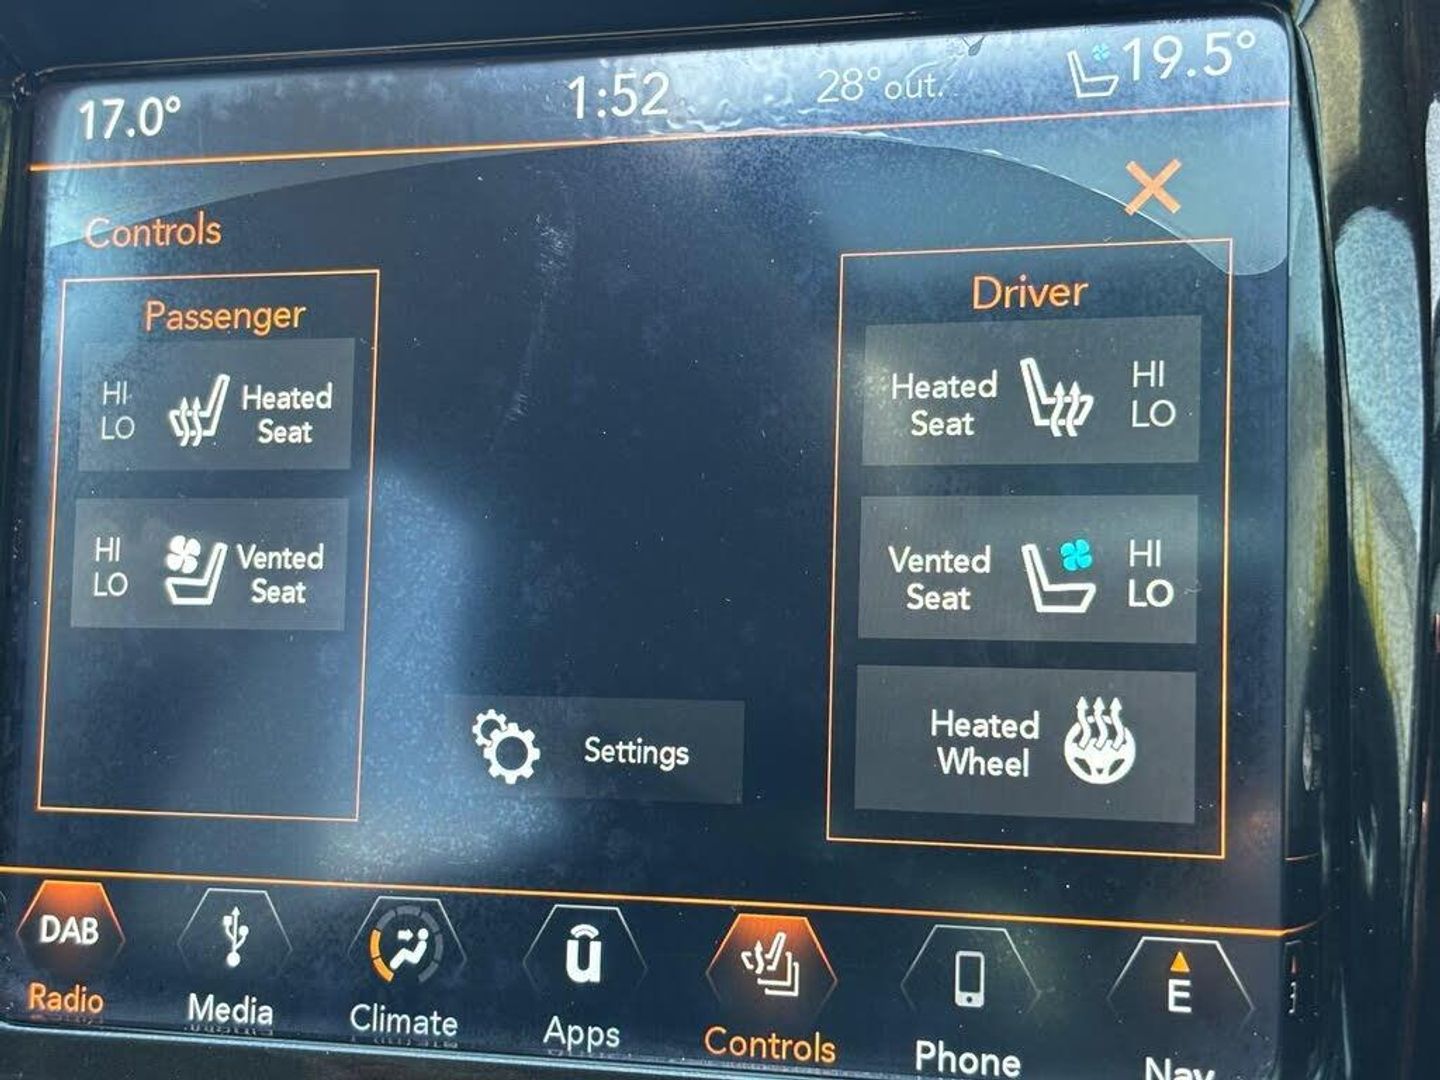 17.0° 1:52 28° out. 19.5°
Controls
Passenger
HI
LO
Heated
Seat
HI
LO
Vented
Seat
Settings
Driver
Heated
Seat
HI
LO
Vented
Seat
HI
LO
Heated
Wheel
DAB
Radio
Media
Climate
u
Apps
Controls
Phone
E
Nav